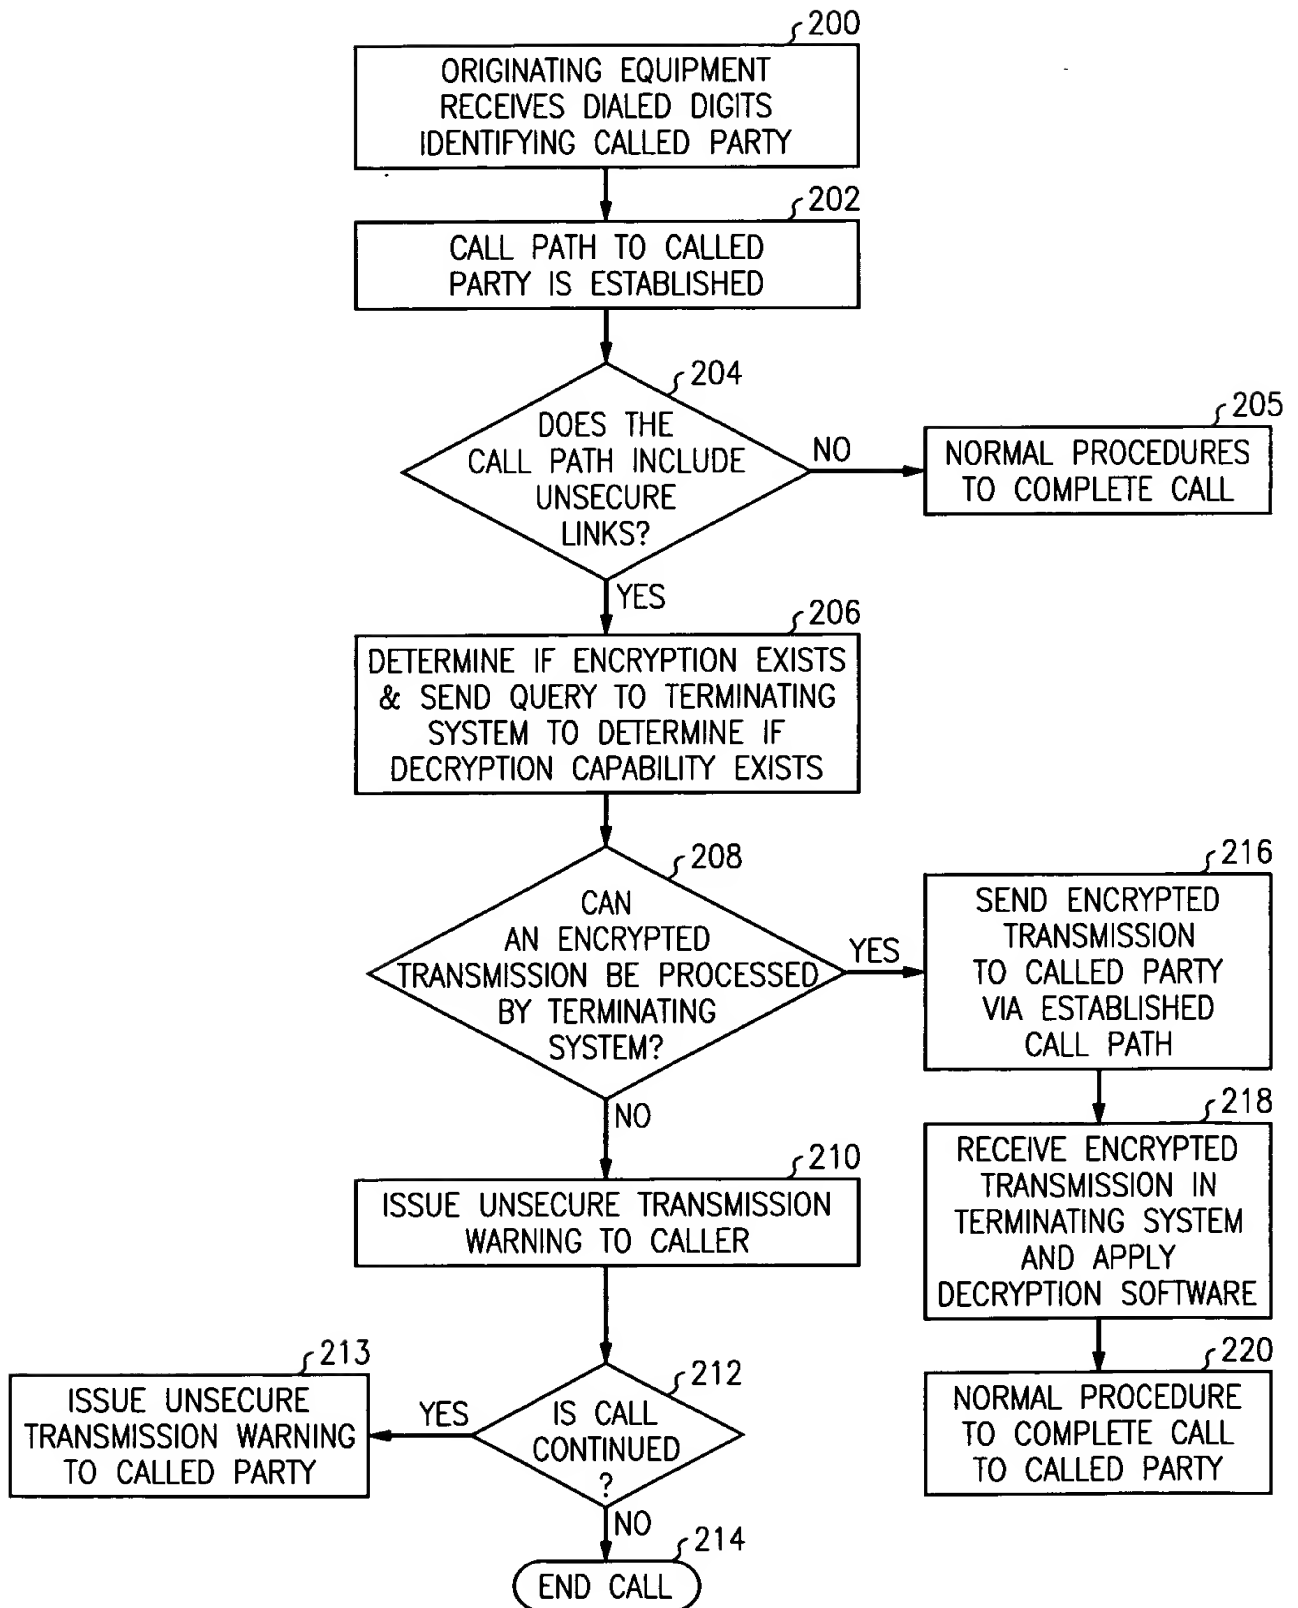 200
ORIGINATING EQUIPMENT
RECEIVES DIALED DIGITS
IDENTIFYING CALLED PARTY
202
CALL PATH TO CALLED
PARTY IS ESTABLISHED
204
DOES THE
CALL PATH INCLUDE
UNSECURE
LINKS?
NO
205
NORMAL PROCEDURES
TO COMPLETE CALL
YES
206
DETERMINE IF ENCRYPTION EXISTS
& SEND QUERY TO TERMINATING
SYSTEM TO DETERMINE IF
DECRYPTION CAPABILITY EXISTS
208
CAN
AN ENCRYPTED
TRANSMISSION BE PROCESSED
BY TERMINATING
SYSTEM?
YES
216
SEND ENCRYPTED
TRANSMISSION
TO CALLED PARTY
VIA ESTABLISHED
CALL PATH
218
RECEIVE ENCRYPTED
TRANSMISSION IN
TERMINATING SYSTEM
AND APPLY
DECRYPTION SOFTWARE
220
NORMAL PROCEDURE
TO COMPLETE CALL
TO CALLED PARTY
NO
210
ISSUE UNSECURE TRANSMISSION
WARNING TO CALLER
212
IS CALL
CONTINUED
?
YES
213
ISSUE UNSECURE
TRANSMISSION WARNING
TO CALLED PARTY
NO
214
END CALL